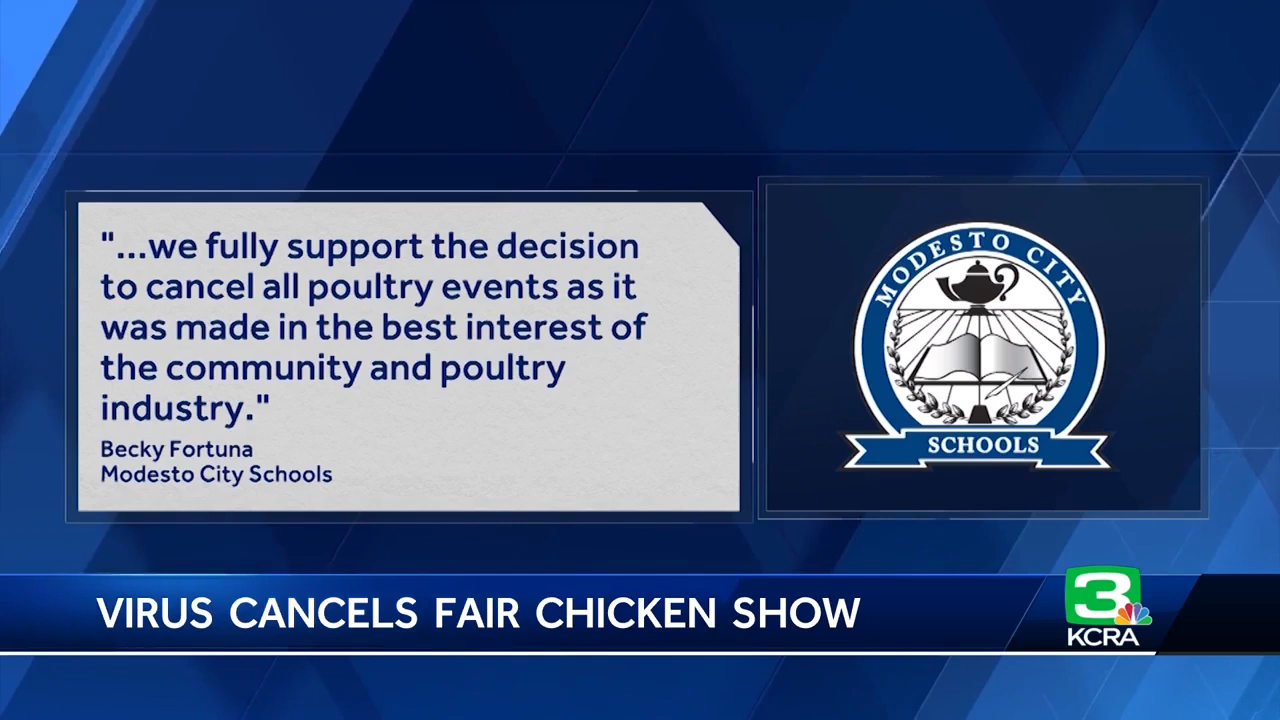 "...we fully support the decision
to cancel all poultry events as it
was made in the best interest of
the community and poultry
industry."
Becky Fortuna
Modesto City Schools
MODESTO CITY
SCHOOLS
VIRUS CANCELS FAIR CHICKEN SHOW
3
KCRA